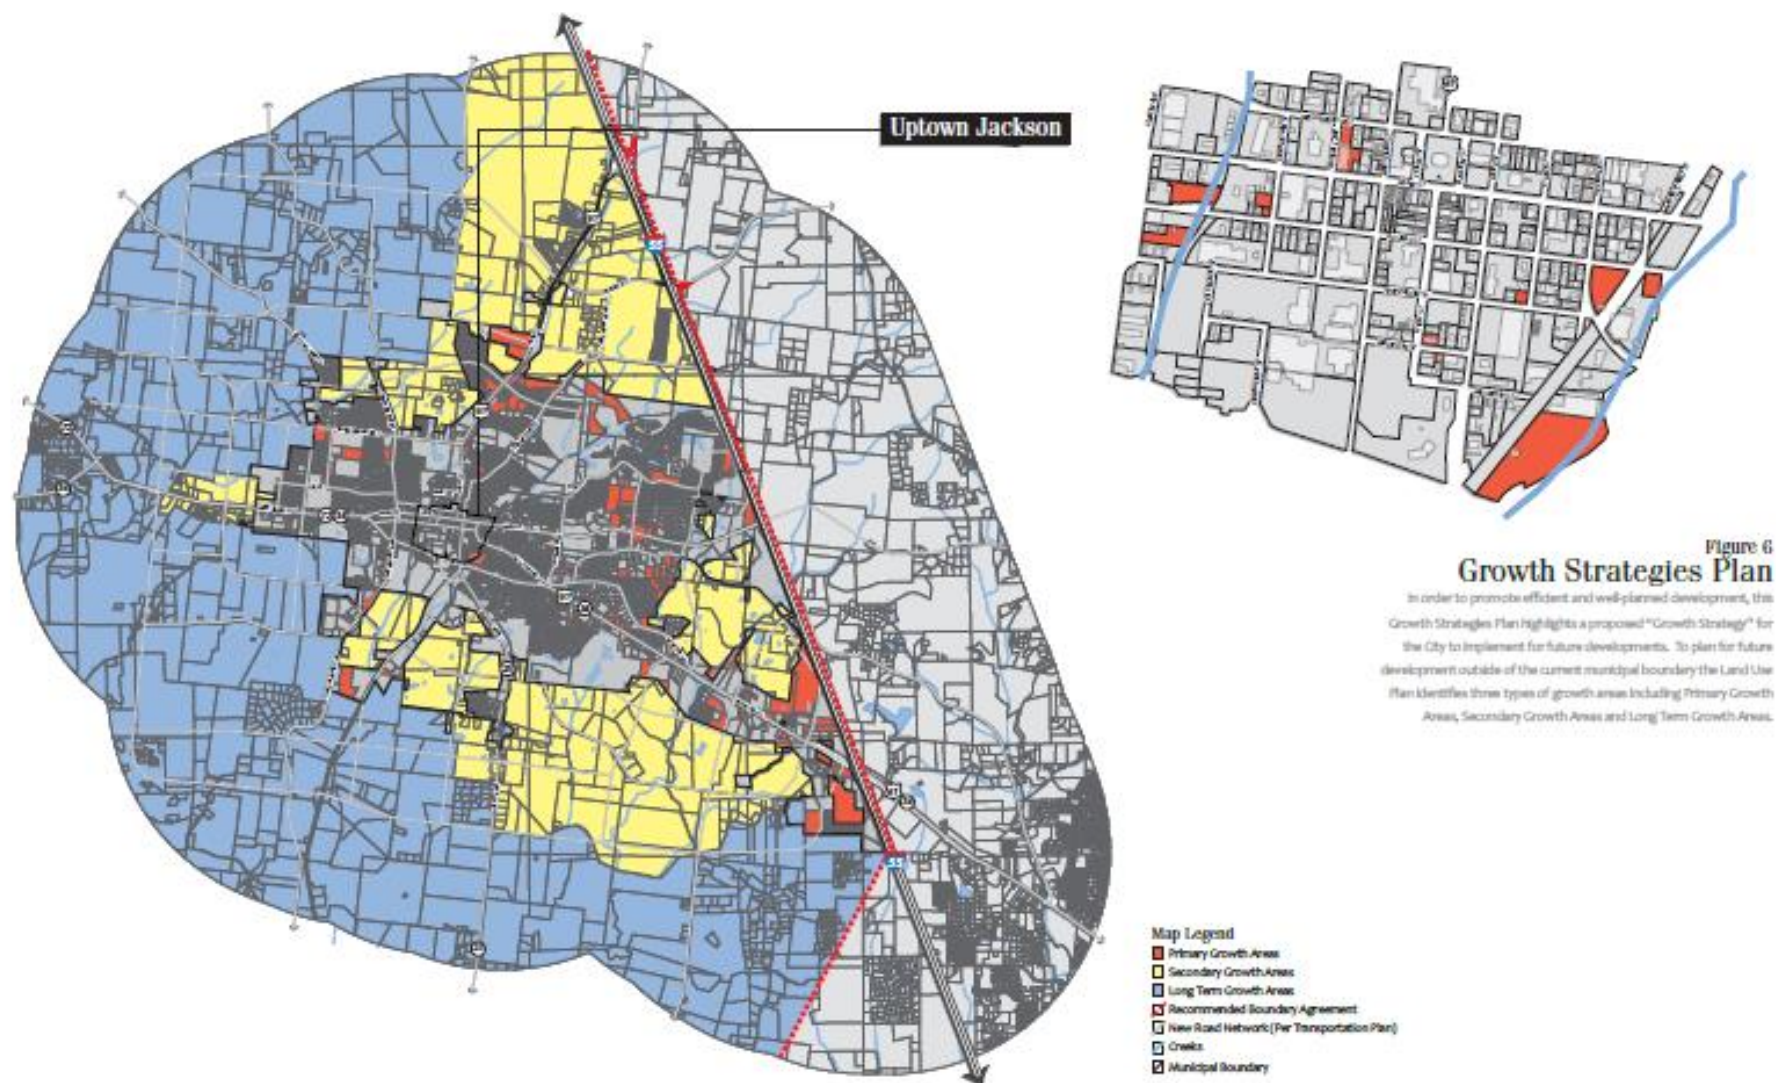 Uptown Jackson
55
55
61
Figure 6
Growth Strategies Plan
In order to promote efficient and well-planned development, this
Growth Strategies Plan highlights a proposed "Growth Strategy" for
the City to implement for future developments. To plan for future
development outside of the current municipal boundary the Land Use
Plan identifies three types of growth areas including Primary Growth
Areas, Secondary Growth Areas and Long Term Growth Areas.
Map Legend
Primary Growth Areas
Secondary Growth Areas
Long Term Growth Areas
Recommended Boundary Agreement
New Road Network (Per Transportation Plan)
Creeks
Municipal Boundary